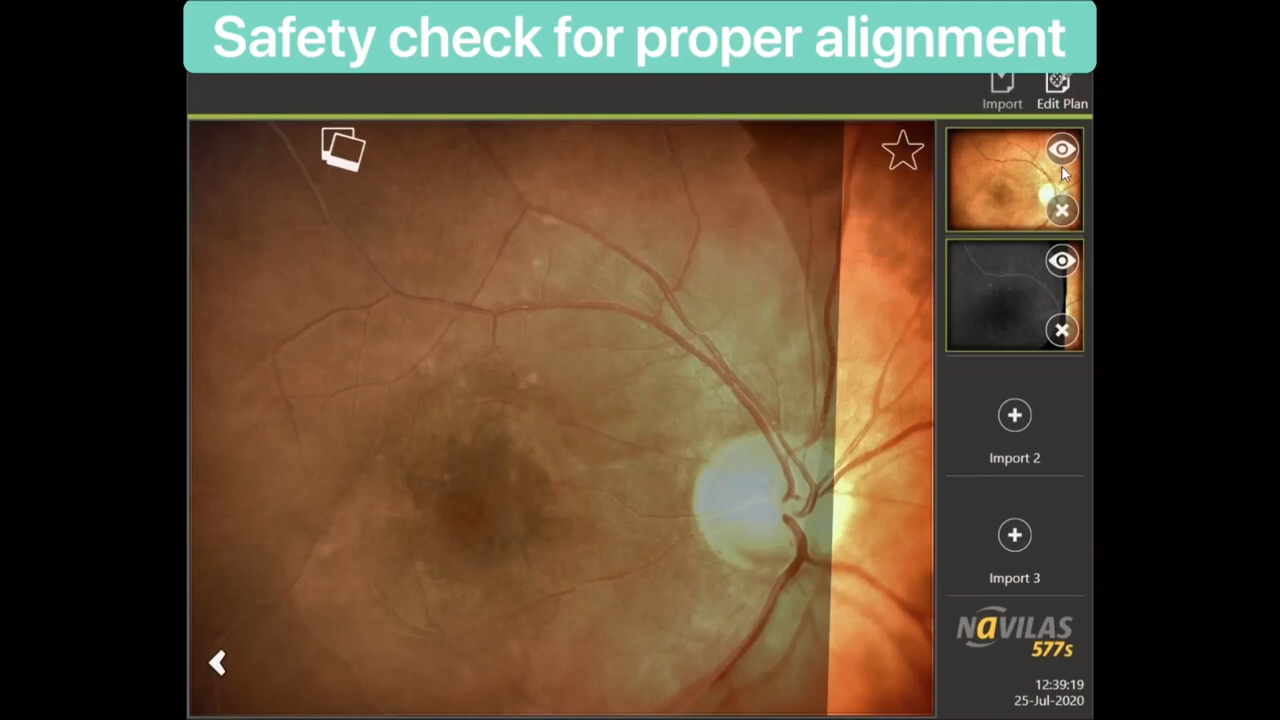 Safety check for proper alignment
Import
Edit Plan
Import 2
Import 3
NaVILAS
577s
12:39:19
25-Jul-2020